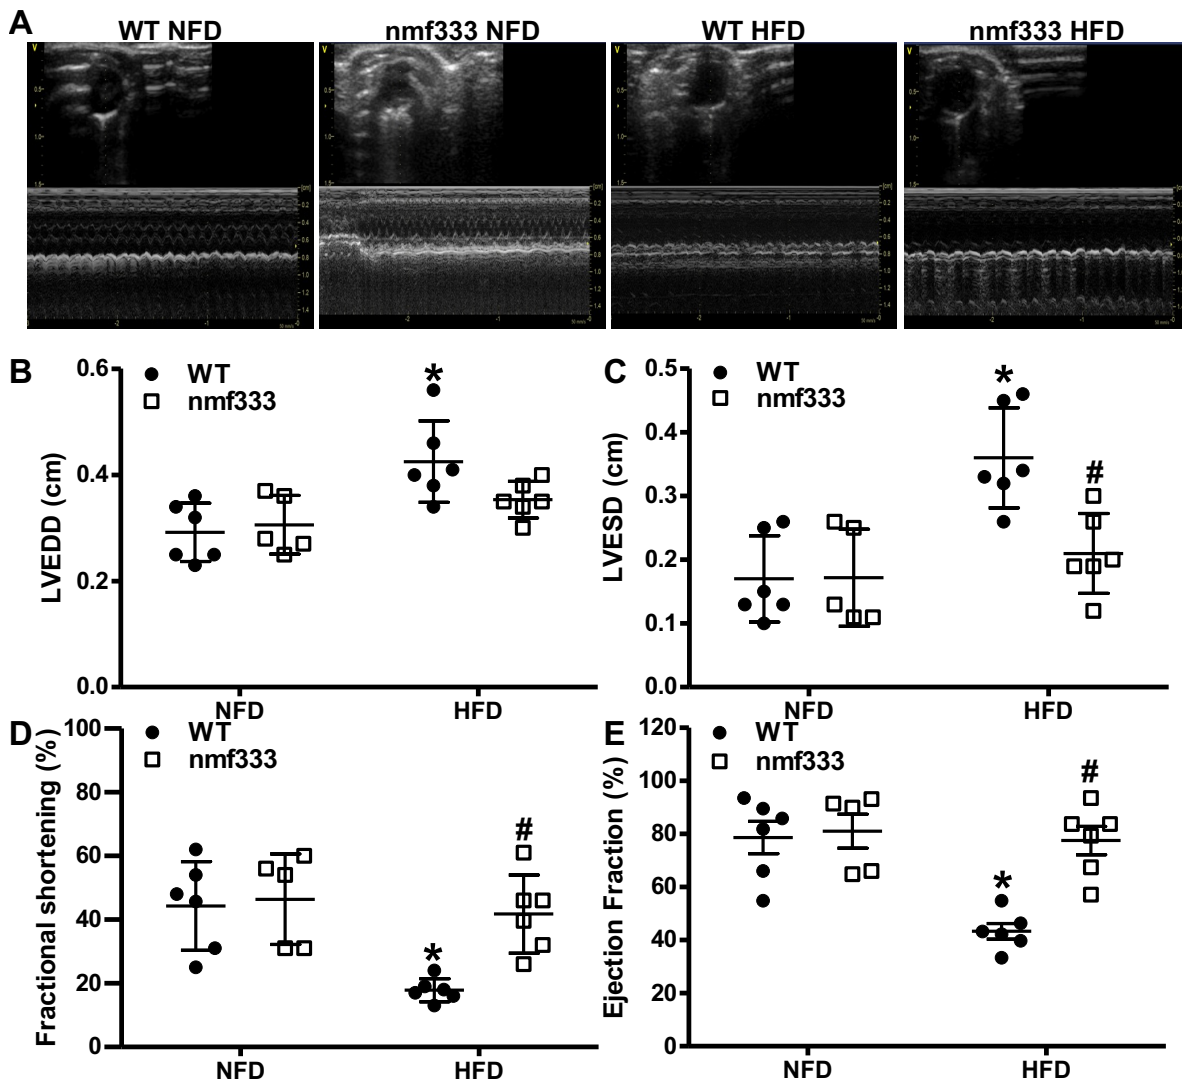 A
WT NFD
nmf333 NFD
WT HFD
nmf333 HFD
B
LVEDD (cm)
0.6
0.4
0.2
0.0
WT
nmf333
*
NFD
HFD
C
LVESD (cm)
0.5
0.4
0.3
0.2
0.1
0.0
WT
nmf333
*
#
NFD
HFD
D
Fractional shortening (%)
100
80
60
40
20
0
WT
nmf333
*
#
NFD
HFD
E
Ejection Fraction (%)
120
100
80
60
40
20
0
WT
nmf333
*
#
NFD
HFD